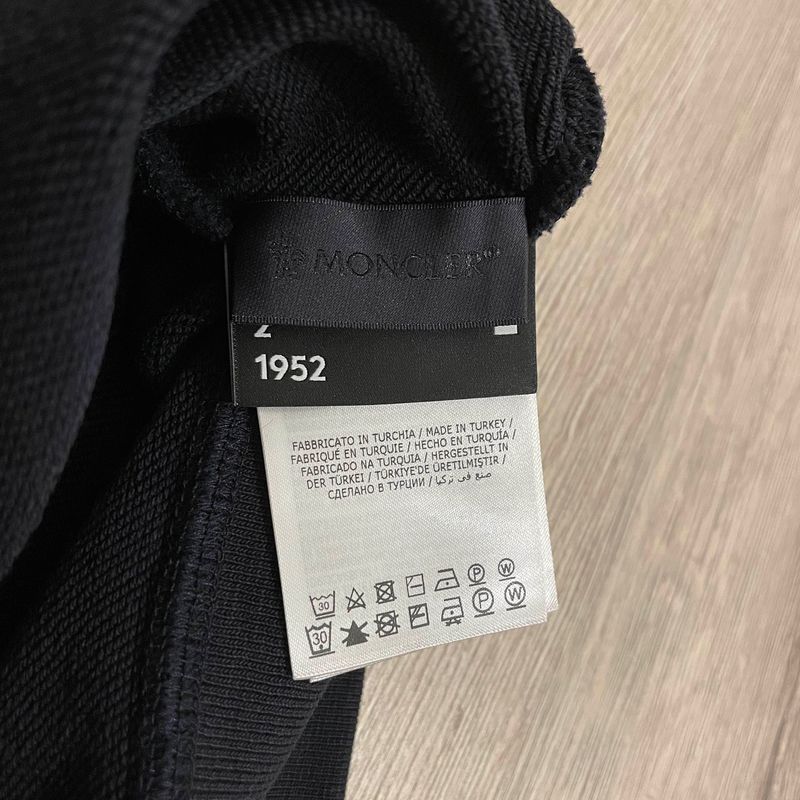 MONCLER
2
1952
FABBRICATO IN TURCHIA / MADE IN TURKEY /
FABRIQUÉ EN TURQUIE / HECHO EN TURQUÍA /
FABRICADO NA TURQUIA / HERGESTELLT IN
DER TÜRKEI / TÜRKİYE'DE ÜRETİLMİŞTİR /
СДЕЛАНО В ТУРЦИИ / صنع في تركيا
30 P W
30 P W